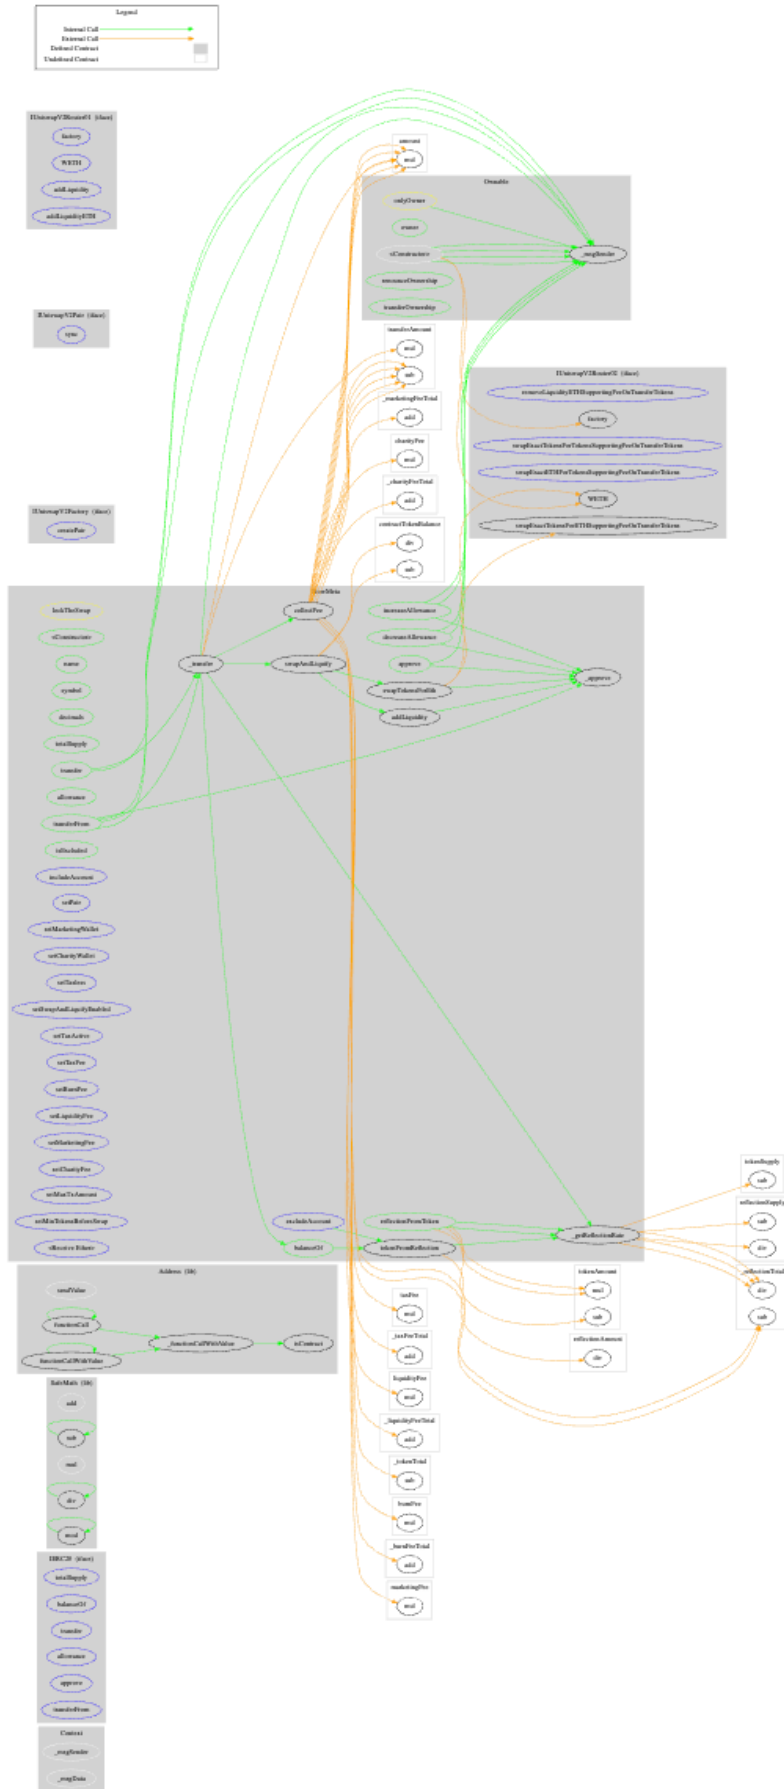 Legend
Internal Call
External Call
Defined Contract
Undefined Contract
IUniswapV2Router01 (iface)
factory
WETH
addLiquidity
addLiquidityETH
amount
mul
Ownable
onlyOwner
owner
<Constructor>
_msgSender
renounceOwnership
transferOwnership
IUniswapV2Pair (iface)
sync
transferAmount
mul
sub
_marketingFeeTotal
add
charityFee
mul
_charityFeeTotal
add
contractTokenBalance
div
sub
IUniswapV2Router02 (iface)
removeLiquidityETHSupportingFeeOnTransferTokens
factory
swapExactTokensForTokensSupportingFeeOnTransferTokens
swapExactETHForTokensSupportingFeeOnTransferTokens
WETH
swapExactTokensForETHSupportingFeeOnTransferTokens
IUniswapV2Factory (iface)
createPair
lockTheSwap
<Constructor>
name
symbol
decimals
totalSupply
transfer
allowance
transferFrom
isExcluded
includeAccount
setPair
setMarketingWallet
setCharityWallet
setTaxless
setSwapAndLiquifyEnabled
setTaxActive
setTaxFee
setBurnFee
setLiquidityFee
setMarketingFee
setCharityFee
setMaxTxAmount
setMinTokensBeforeSwap
<Receive Ether>
_transfer
collectFee
swapAndLiquify
increaseAllowance
decreaseAllowance
approve
swapTokensForEth
addLiquidity
_approve
excludeAccount
balanceOf
reflectionFromToken
tokenFromReflection
_getReflectionRate
tokenSupply
sub
reflectionSupply
sub
div
_reflectionTotal
div
sub
tokenAmount
mul
sub
reflectionAmount
div
Address (lib)
sendValue
functionCall
functionCallWithValue
_functionCallWithValue
isContract
taxFee
mul
_taxFeeTotal
add
liquidityFee
mul
_liquidityFeeTotal
add
_tokenTotal
sub
burnFee
mul
_burnFeeTotal
add
marketingFee
mul
SafeMath (lib)
add
sub
mul
div
mod
IERC20 (iface)
totalSupply
balanceOf
transfer
allowance
approve
transferFrom
Context
_msgSender
_msgData